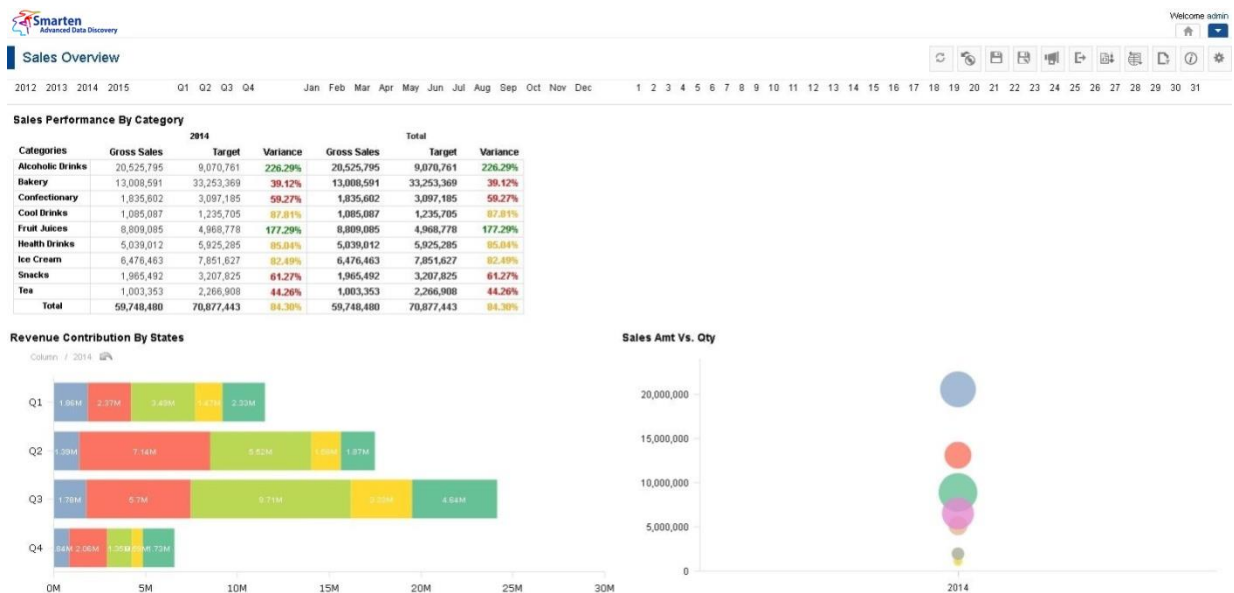 Smarten
Advanced Data Discovery
Welcome admin
Sales Overview
2012 2013 2014 2015 Q1 Q2 Q3 Q4 Jan Feb Mar Apr May Jun Jul Aug Sep Oct Nov Dec 1 2 3 4 5 6 7 8 9 10 11 12 13 14 15 16 17 18 19 20 21 22 23 24 25 26 27 28 29 30 31
Sales Performance By Category
2014 Total
Categories Gross Sales Target Variance Gross Sales Target Variance
Alcoholic Drinks 20,525,795 9,070,761 226.29% 20,525,795 9,070,761 226.29%
Bakery 13,008,591 33,253,369 39.12% 13,008,591 33,253,369 39.12%
Confectionary 1,835,602 3,097,185 59.27% 1,835,602 3,097,185 59.27%
Cool Drinks 1,085,087 1,235,705 87.81% 1,085,087 1,235,705 87.81%
Fruit Juices 8,809,085 4,968,778 177.29% 8,809,085 4,968,778 177.29%
Health Drinks 5,039,012 5,925,285 85.04% 5,039,012 5,925,285 85.04%
Ice Cream 6,476,463 7,851,627 82.49% 6,476,463 7,851,627 82.49%
Snacks 1,965,492 3,207,825 61.27% 1,965,492 3,207,825 61.27%
Tea 1,003,353 2,266,908 44.26% 1,003,353 2,266,908 44.26%
Total 59,748,480 70,877,443 84.30% 59,748,480 70,877,443 84.30%
Revenue Contribution By States
Column / 2014
Q1 1.86M 2.37M 3.49M 1.47M 2.33M
Q2 1.39M 7.14M 5.52M 1.87M
Q3 1.78M 5.7M 8.71M 4.64M
Q4 2.06M 1.73M
0M 5M 10M 15M 20M 25M 30M
Sales Amt Vs. Qty
20,000,000
15,000,000
10,000,000
5,000,000
0
2014